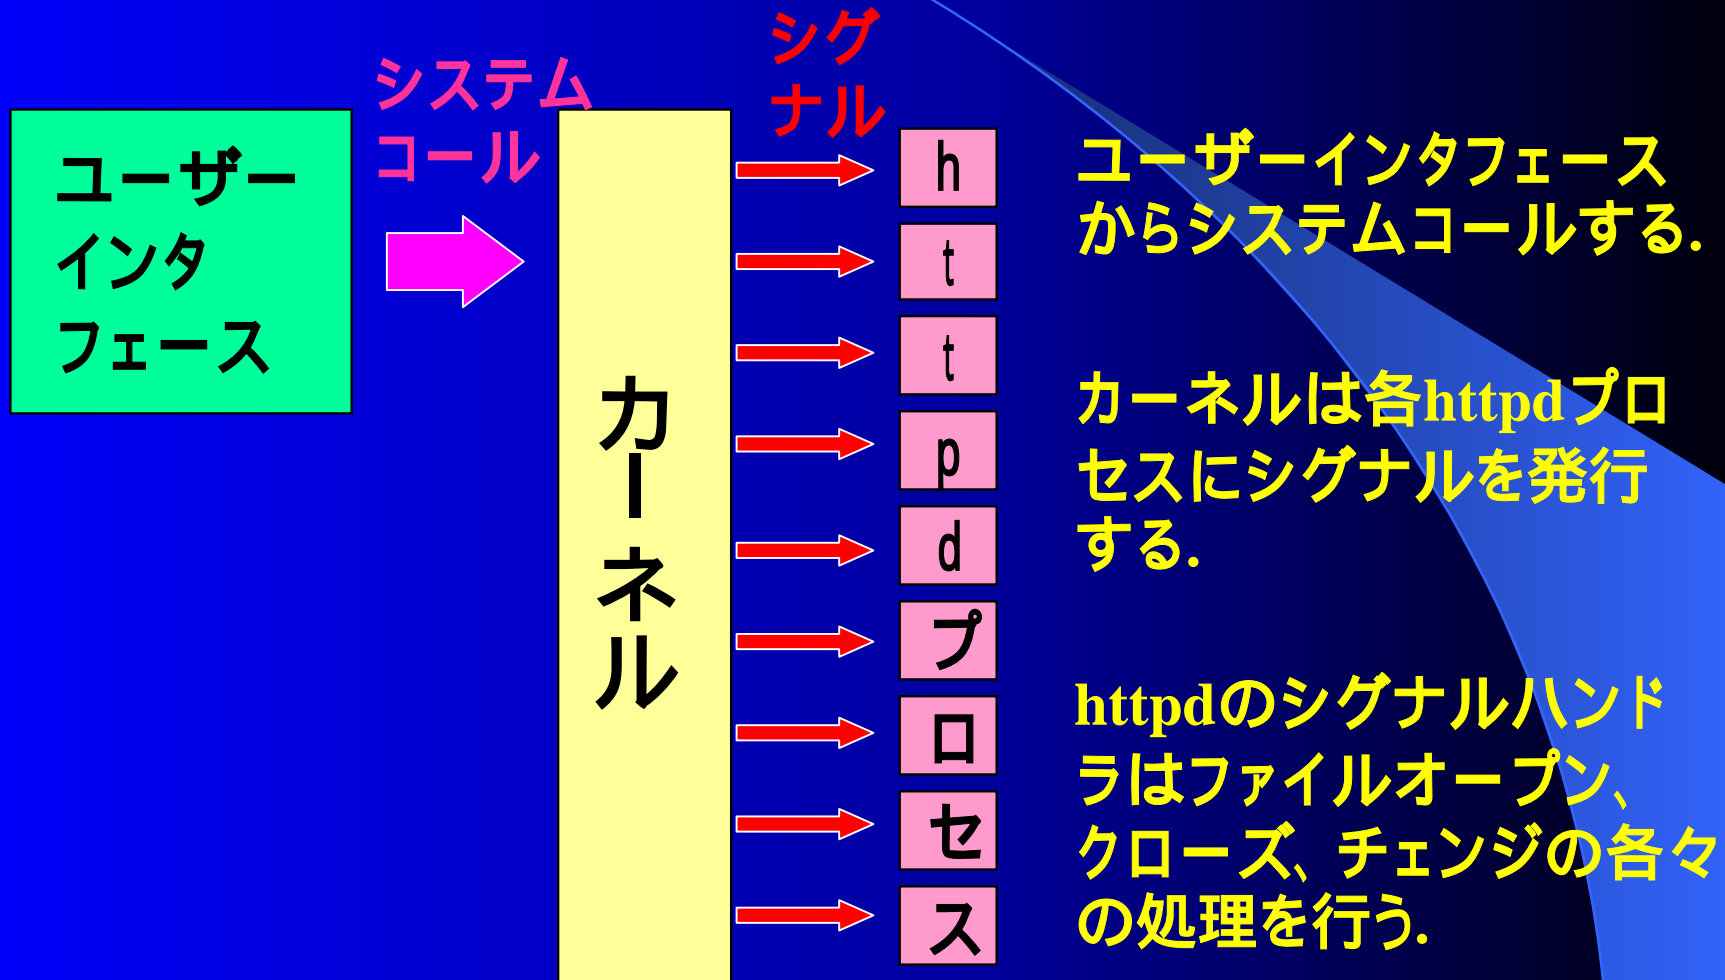 システム
コール
シグ
ナル
ユーザー
インタ
フェース
カーネル
h
t
t
p
d
プ
ロ
セ
ス
ユーザーインタフェース
からシステムコールする.
カーネルは各httpdプロ
セスにシグナルを発行
する.
httpdのシグナルハンド
ラはファイルオープン、
クローズ、チェンジの各々
の処理を行う.